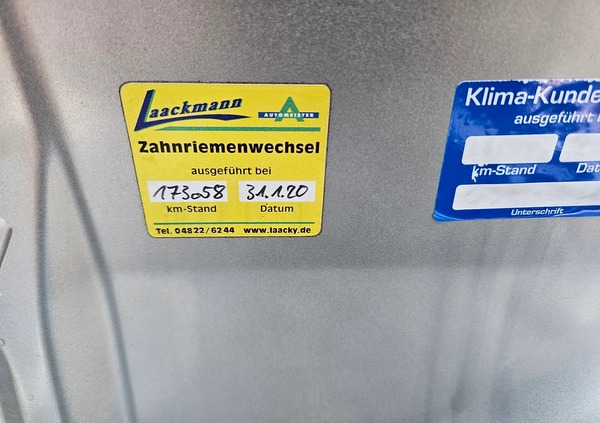 Laackmann
AUTOMEISTER
Zahnriemenwechsel
ausgeführt bei
173058 31.1.20
km-Stand Datum
Tel. 04822/6244 www.laacky.de
Klima-Kunde
ausgeführt
km-Stand Dat
Unterschrift